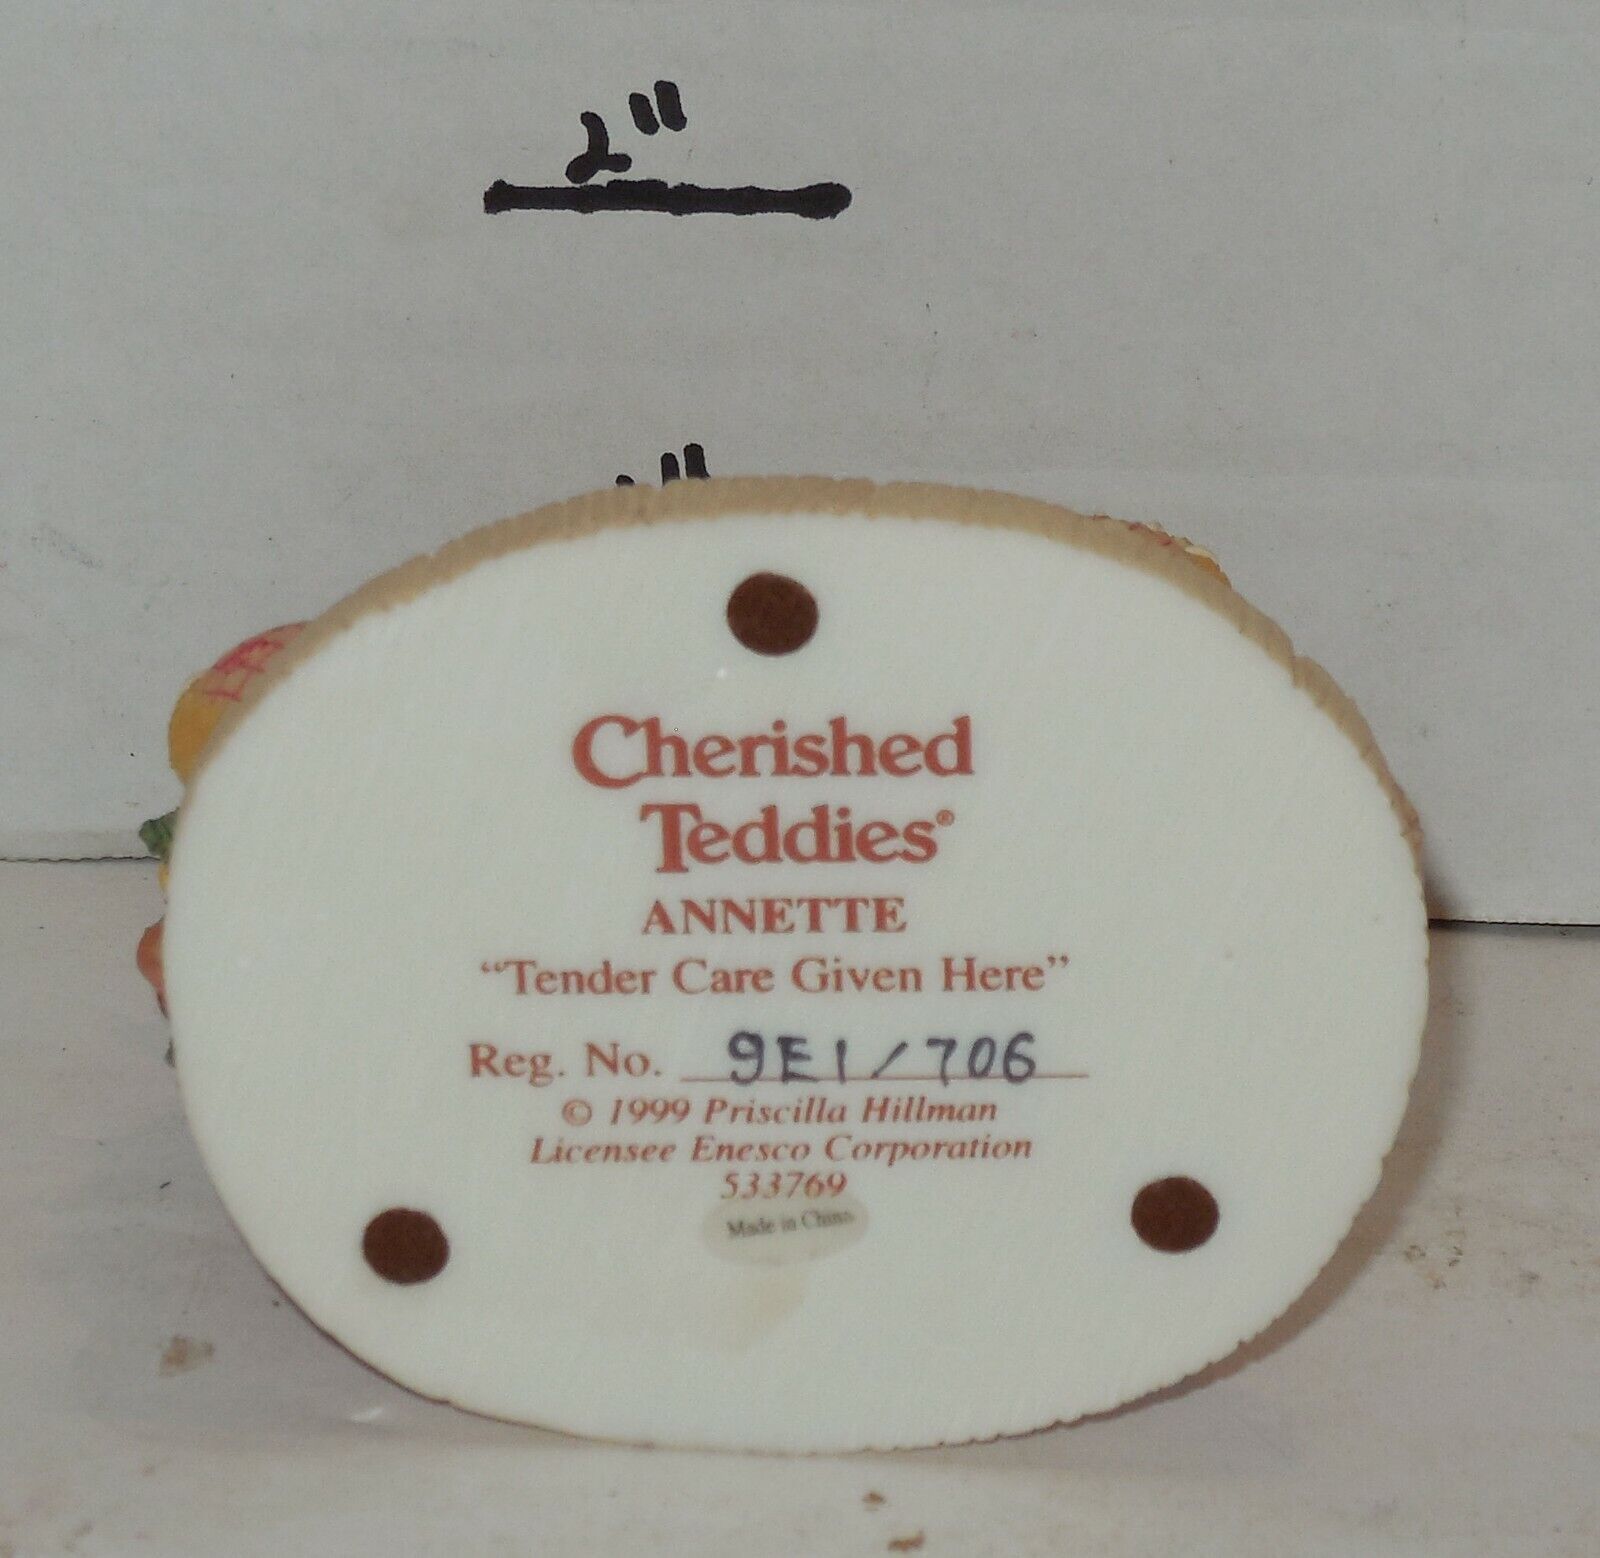 2"
"
Cherished
Teddies®
ANNETTE
“Tender Care Given Here”
Reg. No. 9E1/706
© 1999 Priscilla Hillman
Licensee Enesco Corporation
533769
Made in China